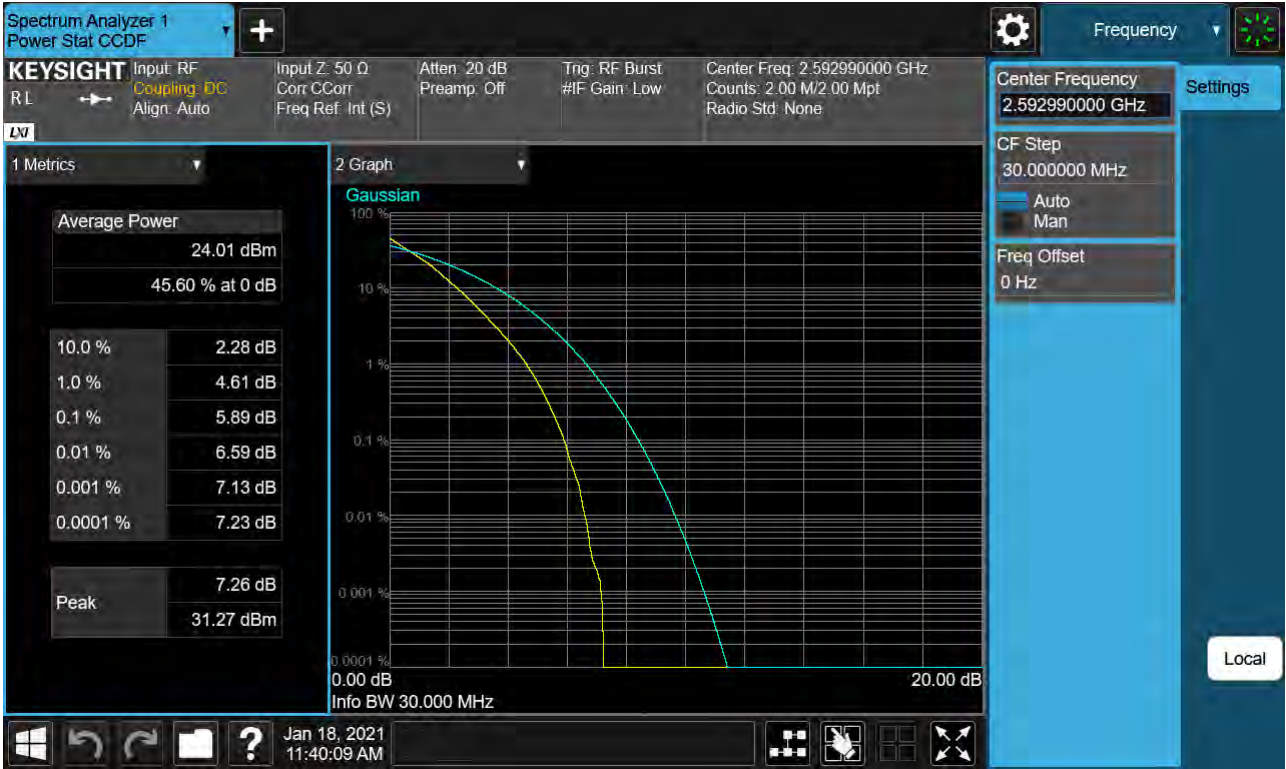 Spectrum Analyzer 1
Power Stat CCDF
Frequency
KEYSIGHT
R L
LXI
Input: RF
Coupling: DC
Align: Auto
Input Z: 50 Ω
Corr CCorr
Freq Ref: Int (S)
Atten: 20 dB
Preamp: Off
Trig: RF Burst
#IF Gain: Low
Center Freq: 2.592990000 GHz
Counts: 2.00 M/2.00 Mpt
Radio Std: None
Center Frequency
2.592990000 GHz
Settings
CF Step
30.000000 MHz
Auto
Man
Freq Offset
0 Hz
Local
1 Metrics
Average Power
24.01 dBm
45.60 % at 0 dB
10.0 % 2.28 dB
1.0 % 4.61 dB
0.1 % 5.89 dB
0.01 % 6.59 dB
0.001 % 7.13 dB
0.0001 % 7.23 dB
Peak
7.26 dB
31.27 dBm
2 Graph
Gaussian
100 %
10 %
1 %
0.1 %
0.01 %
0.001 %
0.0001 %
0.00 dB 20.00 dB
Info BW 30.000 MHz
?
Jan 18, 2021
11:40:09 AM